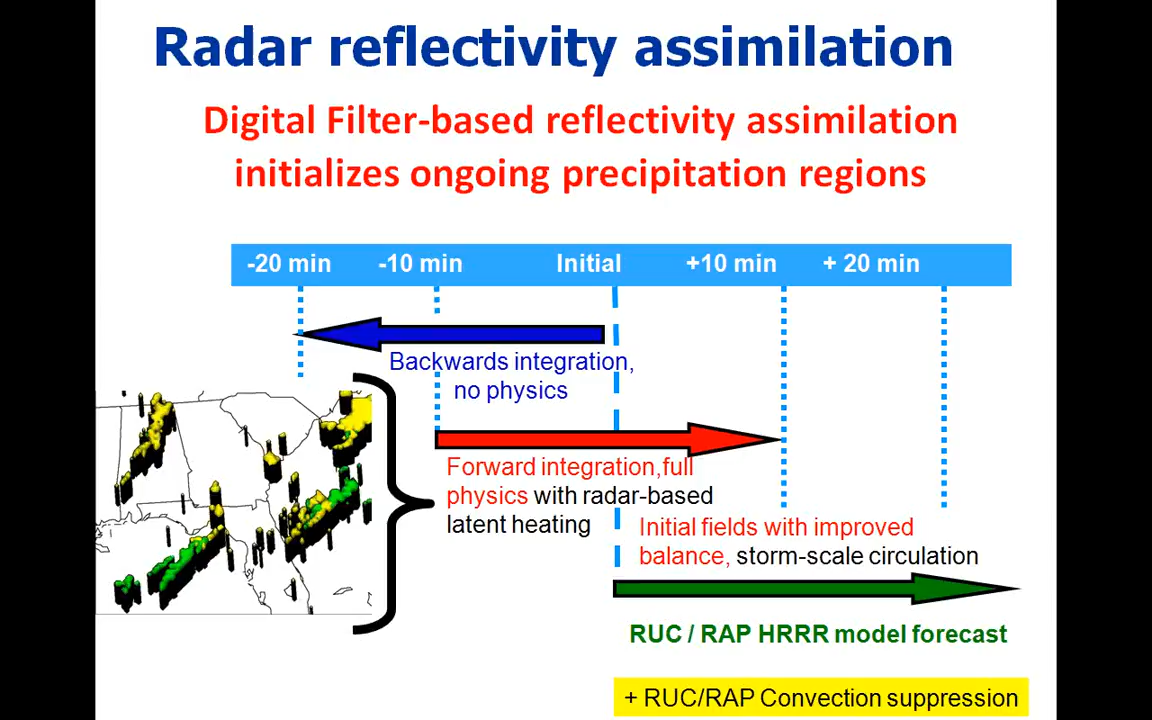 Radar reflectivity assimilation
Digital Filter-based reflectivity assimilation
initializes ongoing precipitation regions
-20 min -10 min Initial +10 min + 20 min
Backwards integration,
no physics
Forward integration,full
physics with radar-based
latent heating
Initial fields with improved
balance, storm-scale circulation
RUC / RAP HRRR model forecast
+ RUC/RAP Convection suppression